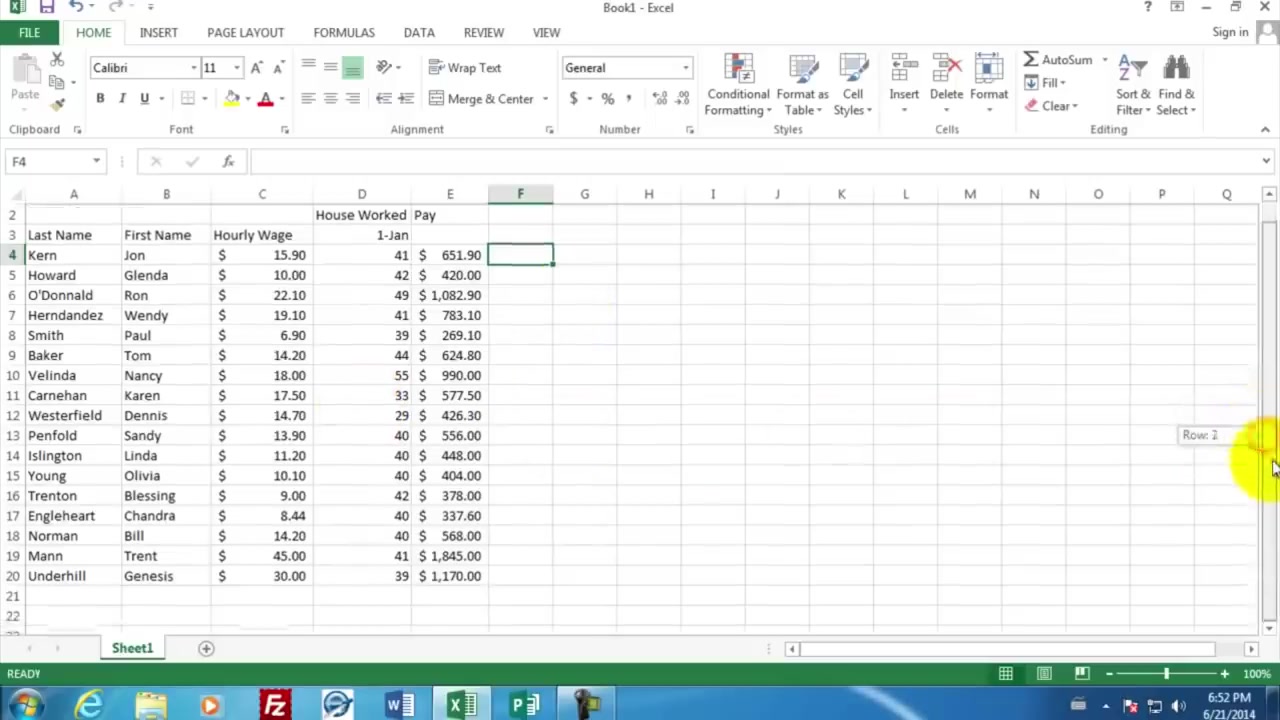 Book1 - Excel
FILE HOME INSERT PAGE LAYOUT FORMULAS DATA REVIEW VIEW Sign in
Calibri 11 Wrap Text General AutoSum
Paste B I U Merge & Center $ % Conditional Formatting Format as Table Cell Styles Insert Delete Format Fill Clear Sort & Filter Find & Select
Clipboard Font Alignment Number Styles Cells Editing
F4 fx
A B C D E F G H I J K L M N O P Q
2 House Worked Pay
3 Last Name First Name Hourly Wage 1-Jan
4 Kern Jon $ 15.90 41 $ 651.90
5 Howard Glenda $ 10.00 42 $ 420.00
6 O'Donnald Ron $ 22.10 49 $ 1,082.90
7 Herndandez Wendy $ 19.10 41 $ 783.10
8 Smith Paul $ 6.90 39 $ 269.10
9 Baker Tom $ 14.20 44 $ 624.80
10 Velinda Nancy $ 18.00 55 $ 990.00
11 Carnehan Karen $ 17.50 33 $ 577.50
12 Westerfield Dennis $ 14.70 29 $ 426.30
13 Penfold Sandy $ 13.90 40 $ 556.00 Row: 2
14 Islington Linda $ 11.20 40 $ 448.00
15 Young Olivia $ 10.10 40 $ 404.00
16 Trenton Blessing $ 9.00 42 $ 378.00
17 Engleheart Chandra $ 8.44 40 $ 337.60
18 Norman Bill $ 14.20 40 $ 568.00
19 Mann Trent $ 45.00 41 $ 1,845.00
20 Underhill Genesis $ 30.00 39 $ 1,170.00
21
22
Sheet1
READY 100%
6:52 PM
6/21/2014